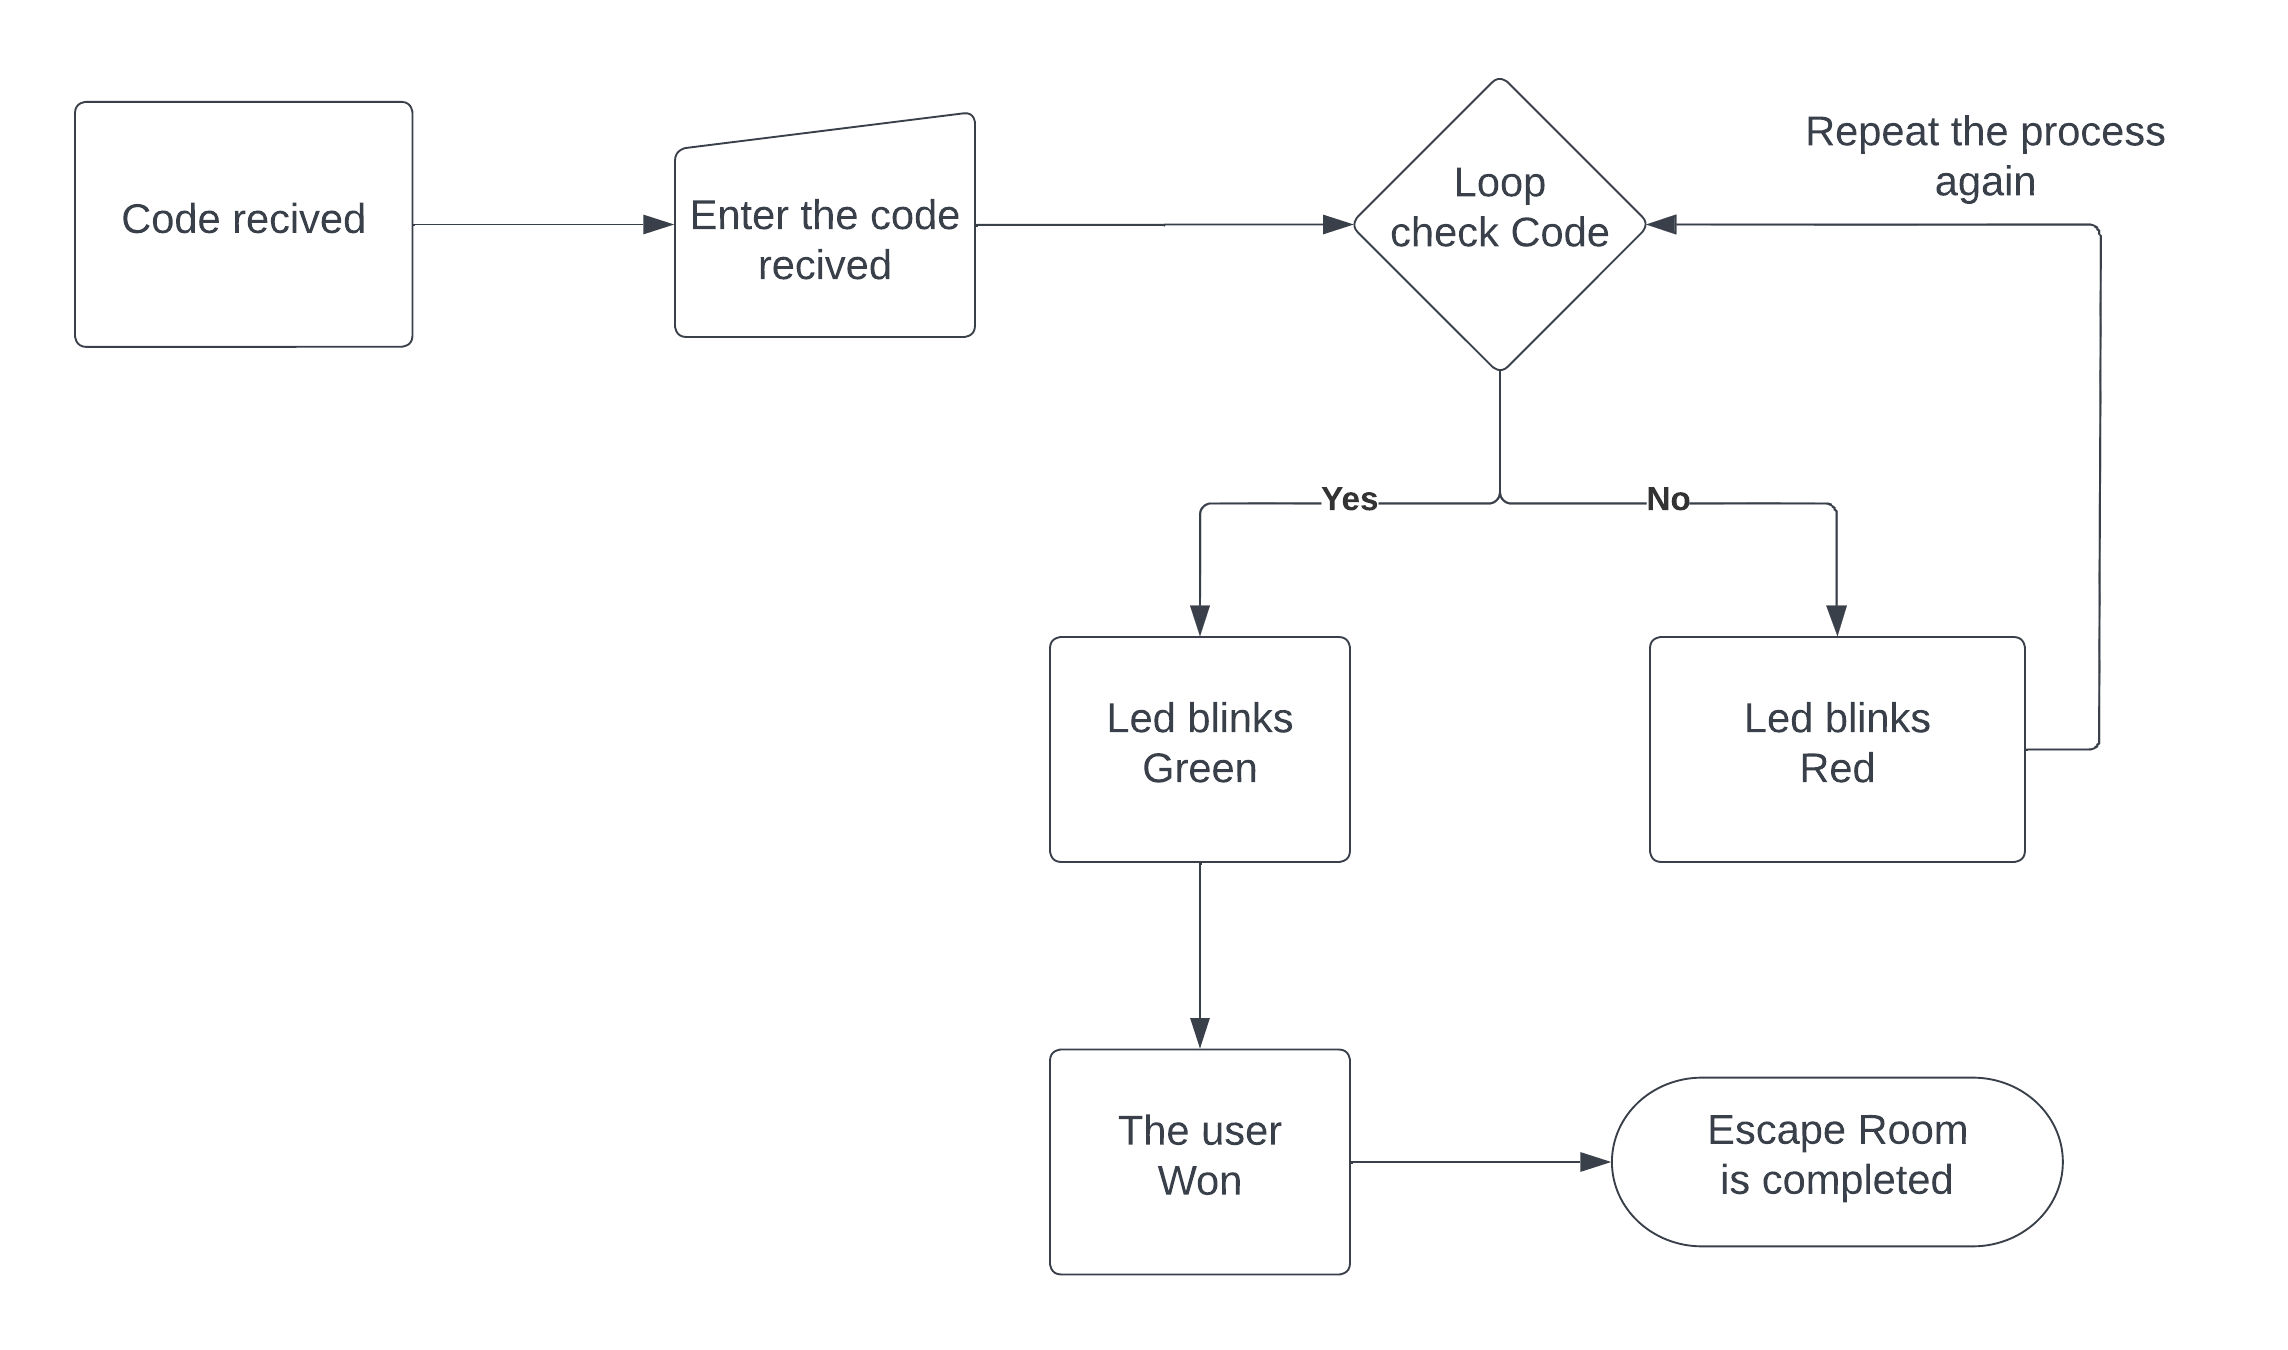 Code recived
Enter the code
recived
Loop
check Code
Repeat the process
again
Yes
No
Led blinks
Green
Led blinks
Red
The user
Won
Escape Room
is completed